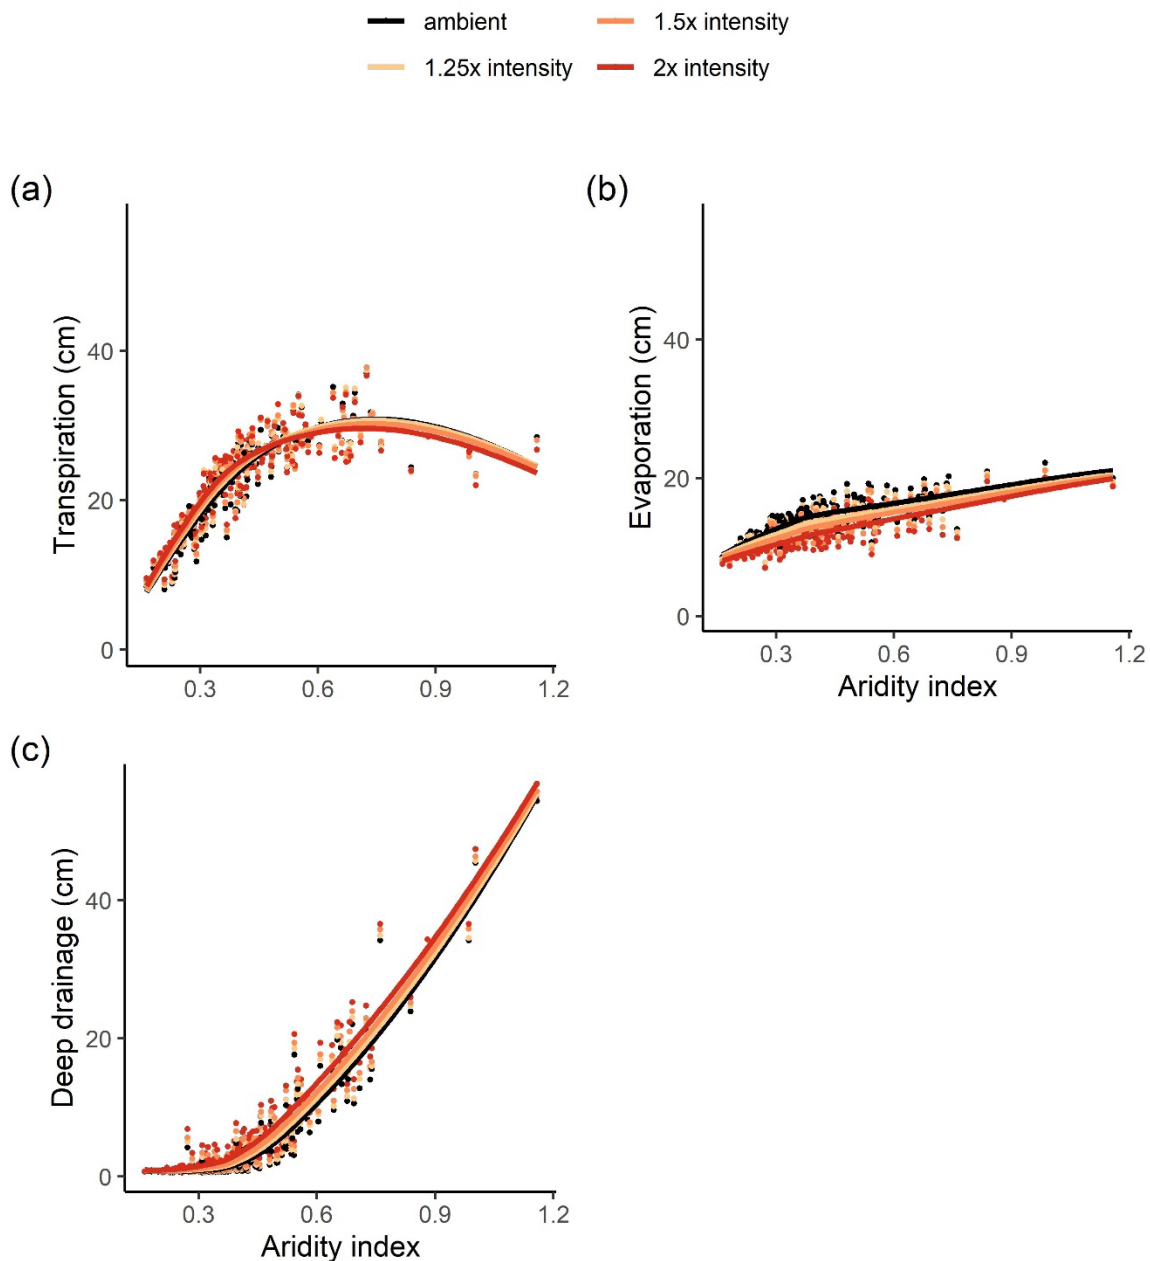 ambient
1.5x intensity
1.25x intensity
2x intensity
(a)
(b)
Transpiration (cm)
40
20
0
0.3
0.6
0.9
1.2
Evaporation (cm)
40
20
0
0.3
0.6
0.9
1.2
Aridity index
(c)
Deep drainage (cm)
40
20
0
0.3
0.6
0.9
1.2
Aridity index